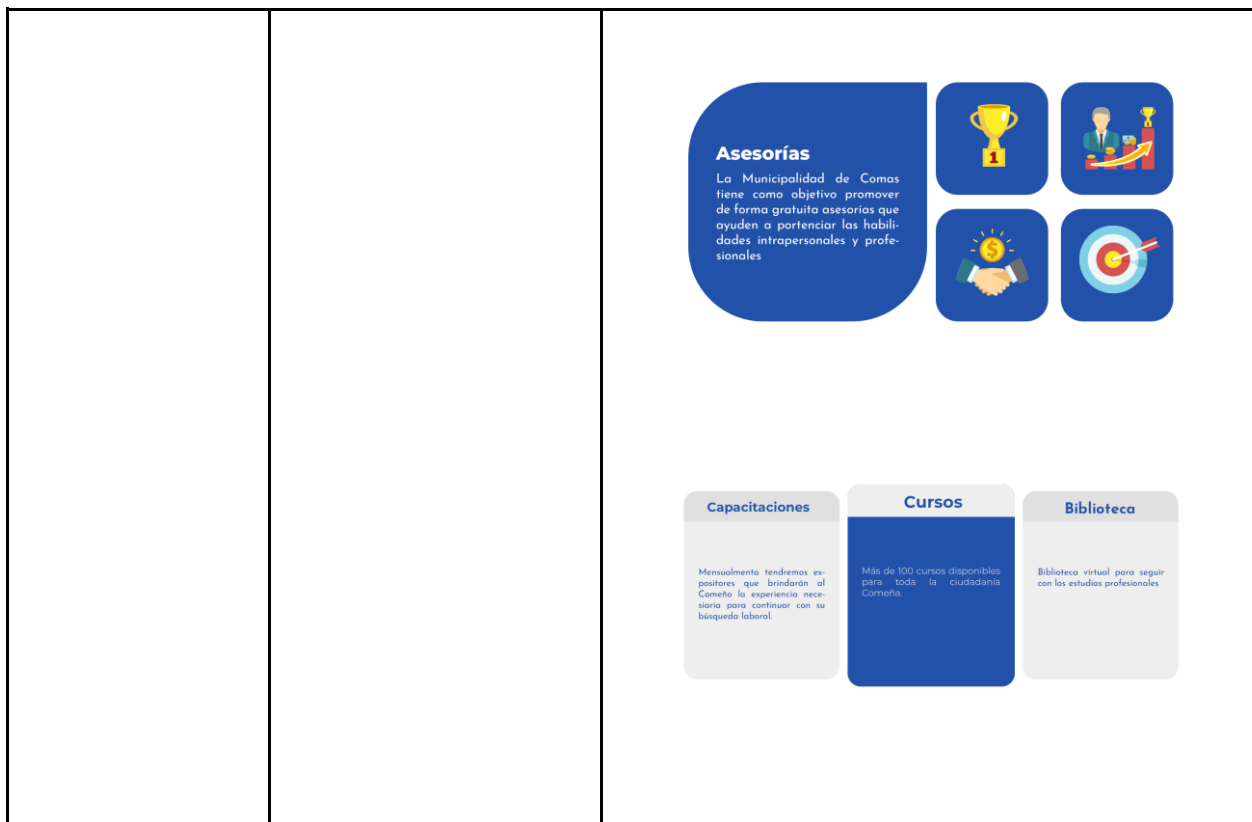 Asesorías
La Municipalidad de Comas
tiene como objetivo promover
de forma gratuita asesorías que
ayuden a portenciar las habili-
dades intrapersonales y profe-
sionales
1
$
Capacitaciones
Mensualmenta tendremos ex-
positores que brindarán al
Comeño la experiencia nece-
siaria para continuar con su
búsqueda laboral.
Cursos
Más de 100 cursos disponibles
para toda la ciudadanía
Comeña.
Biblioteca
Biblioteca virtual para seguir
con los estudios profesionales